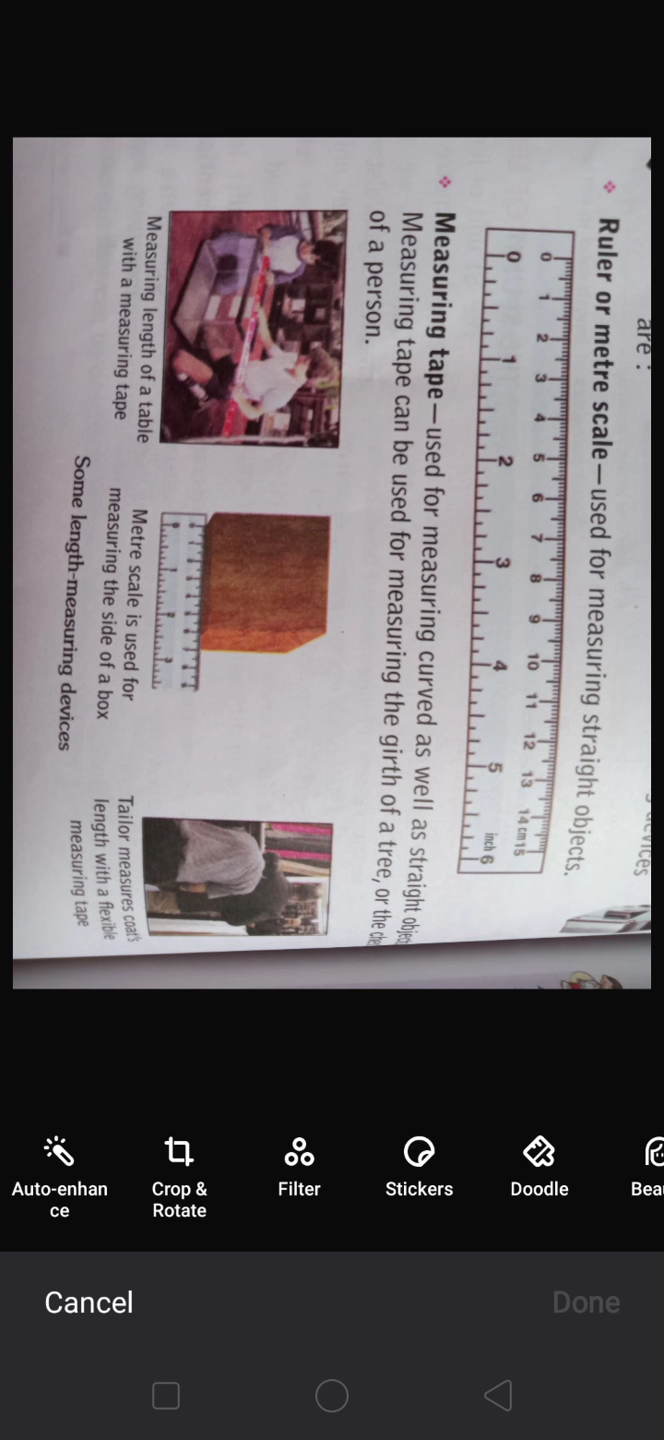 are :
devices
❖ Ruler or metre scale—used for measuring straight objects.
0 1 2 3 4 5 6 7 8 9 10 11 12 13 14 cm 15
0 1 2 3 4 5 inch 6
❖ Measuring tape—used for measuring curved as well as straight
Measuring tape can be used for measuring the girth of a tree, or the
of a person.
Measuring length of a table
with a measuring tape
Metre scale is used for
measuring the side of a box
Tailor measures coat's
length with a flexible
measuring tape
Some length-measuring devices
Auto-enhan
ce
Crop &
Rotate
Filter
Stickers
Doodle
Cancel
Done